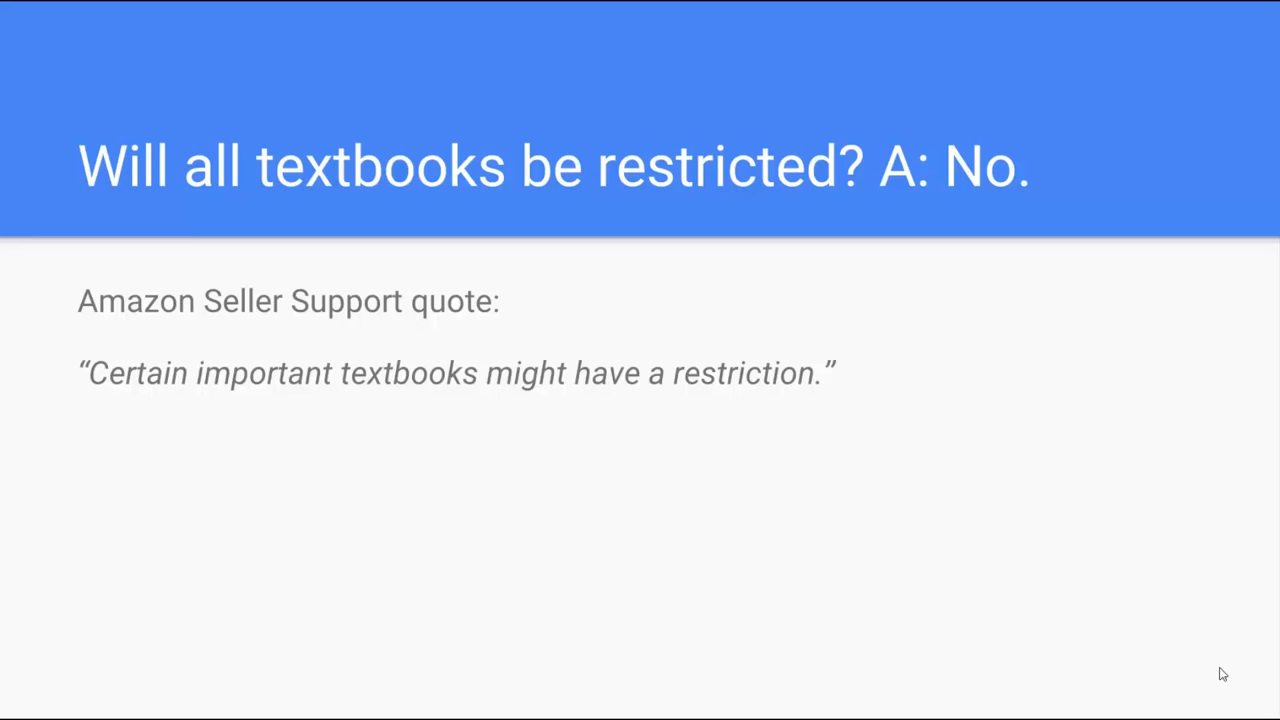 Will all textbooks be restricted? A: No.
Amazon Seller Support quote:
“Certain important textbooks might have a restriction.”